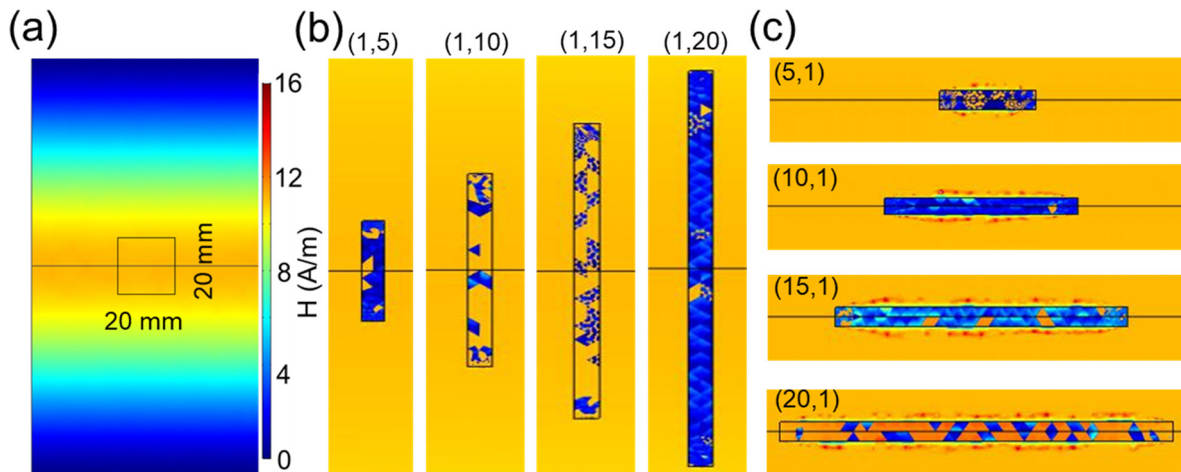 (a)
16
12
8
4
0
H (A/m)
20 mm
20 mm
(b)
(1,5)
(1,10)
(1,15)
(1,20)
(c)
(5,1)
(10,1)
(15,1)
(20,1)